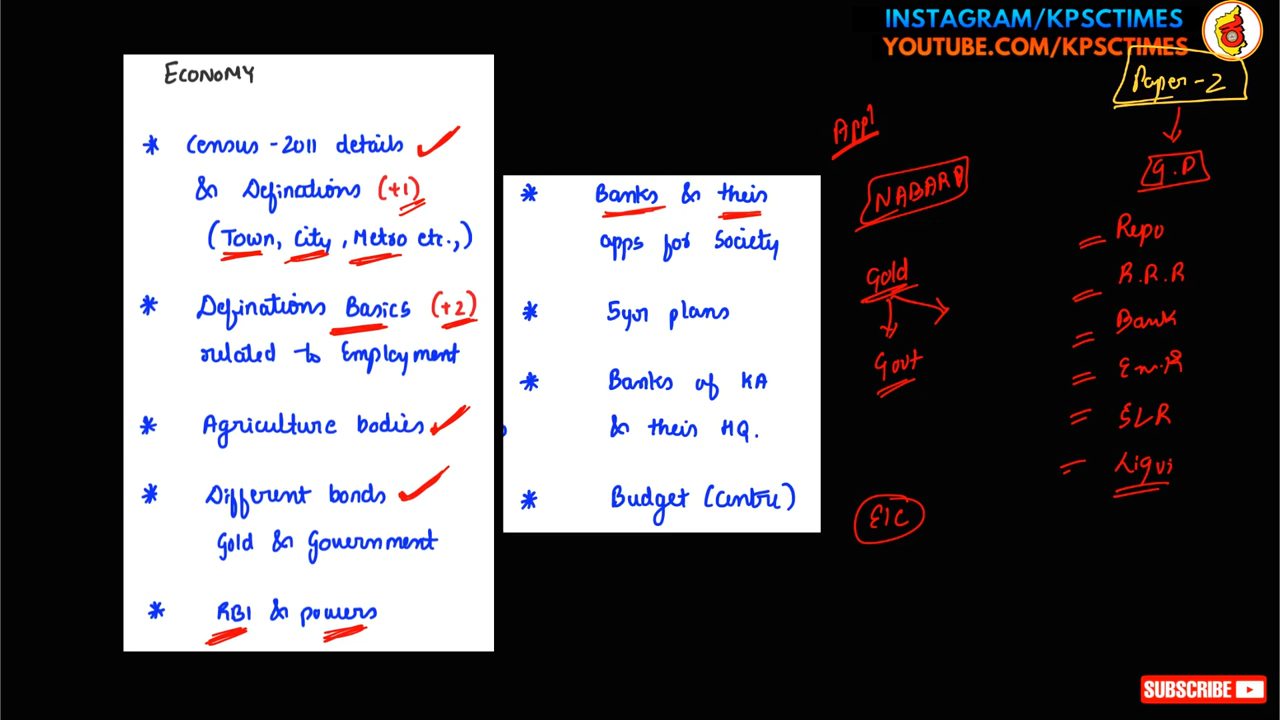 INSTAGRAM/KPSCTIMES
YOUTUBE.COM/KPSCTIMES
ECONOMY
* Census - 2011 details
& Definations (+1)
(Town, City, Metro etc.,)
* Definations Basics (+2)
related to Employment
* Agriculture bodies
* Different bonds
Gold & Government
* RBI & powers
* Banks & their
apps for Society
* 5yr plans
* Banks of KA
& their HQ.
* Budget (Centre)
Appl
NABARD
Gold
Govt
EIC
Paper - 2
G.P
= Repo
= R.R.R
= Bank
=
= SLR
= Liqui
SUBSCRIBE